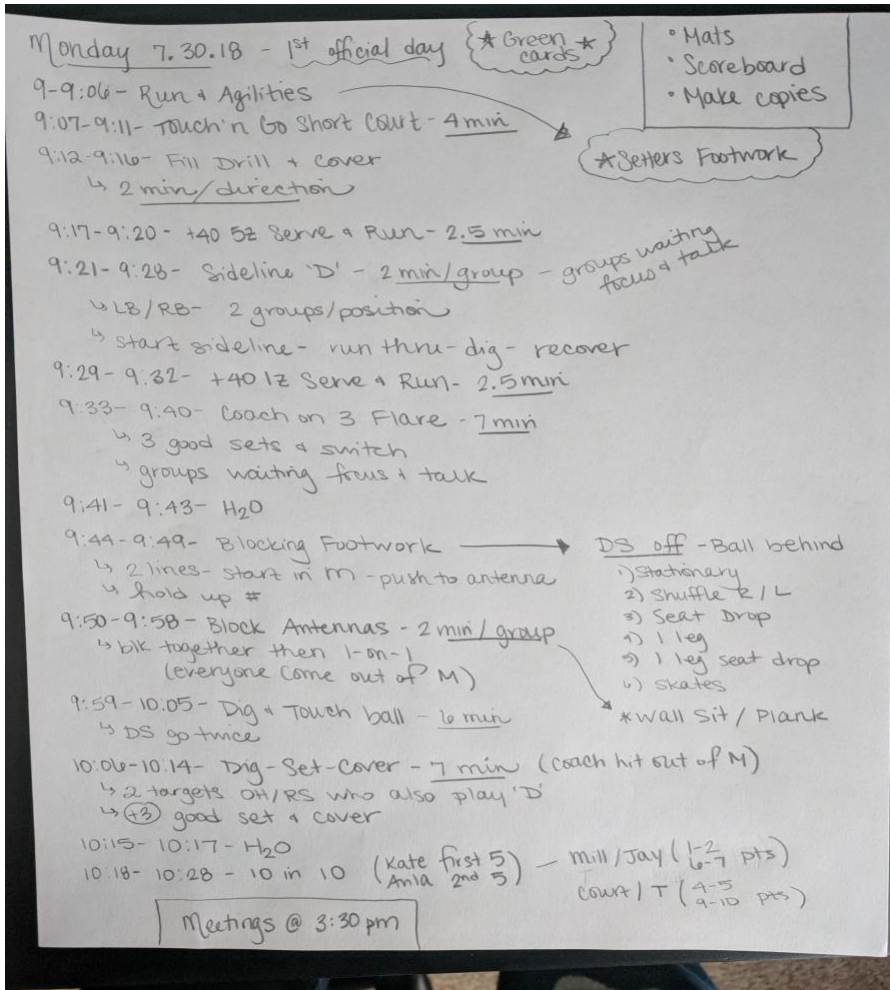 Monday 7.30.18 - 1st official day
★ Green ★
cards
• Mats
• Scoreboard
• Make copies
9-9:06- Run & Agilities
★Setters Footwork
9:07-9:11- Touch'n Go Short Court - 4 min
9:12-9:16- Fill Drill & Cover
↳ 2 min/direction
9:17-9:20- +40 5z Serve & Run- 2.5 min
9:21-9:28- Sideline 'D' - 2 min/group - groups waiting
focus & talk
↳ LB/RB- 2 groups/position
↳ start sideline- run thru- dig- recover
9:29-9:32- +40 1z Serve & Run- 2.5 min
9:33-9:40- Coach on 3 Flare - 7 min
↳ 3 good sets & switch
↳ groups waiting focus & talk
9:41-9:43- H2O
9:44-9:49- Blocking Footwork
↳ 2 lines- start in m -push to antenna
↳ hold up #
DS off - Ball behind
1) Stationary
2) Shuffle R/L
3) Seat Drop
4) 1 leg
5) 1 leg seat drop
6) skates
9:50-9:58- Block Antennas - 2 min/group
↳ blk together then 1-on-1
(everyone come out of M)
★wall sit / Plank
9:59-10:05- Dig & Touch ball - 6 min
↳ DS go twice
10:06-10:14- Dig-Set-Cover - 7 min (coach hit out of M)
↳ 2 targets OH/RS who also play 'D'
↳ +3 good set & cover
10:15-10:17- H2O
10:18-10:28 - 10 in 10 (Kate first 5
Ania 2nd 5) - mill/Jay (1-2
6-7 pts)
court/T (4-5
9-10 pts)
Meetings @ 3:30 pm